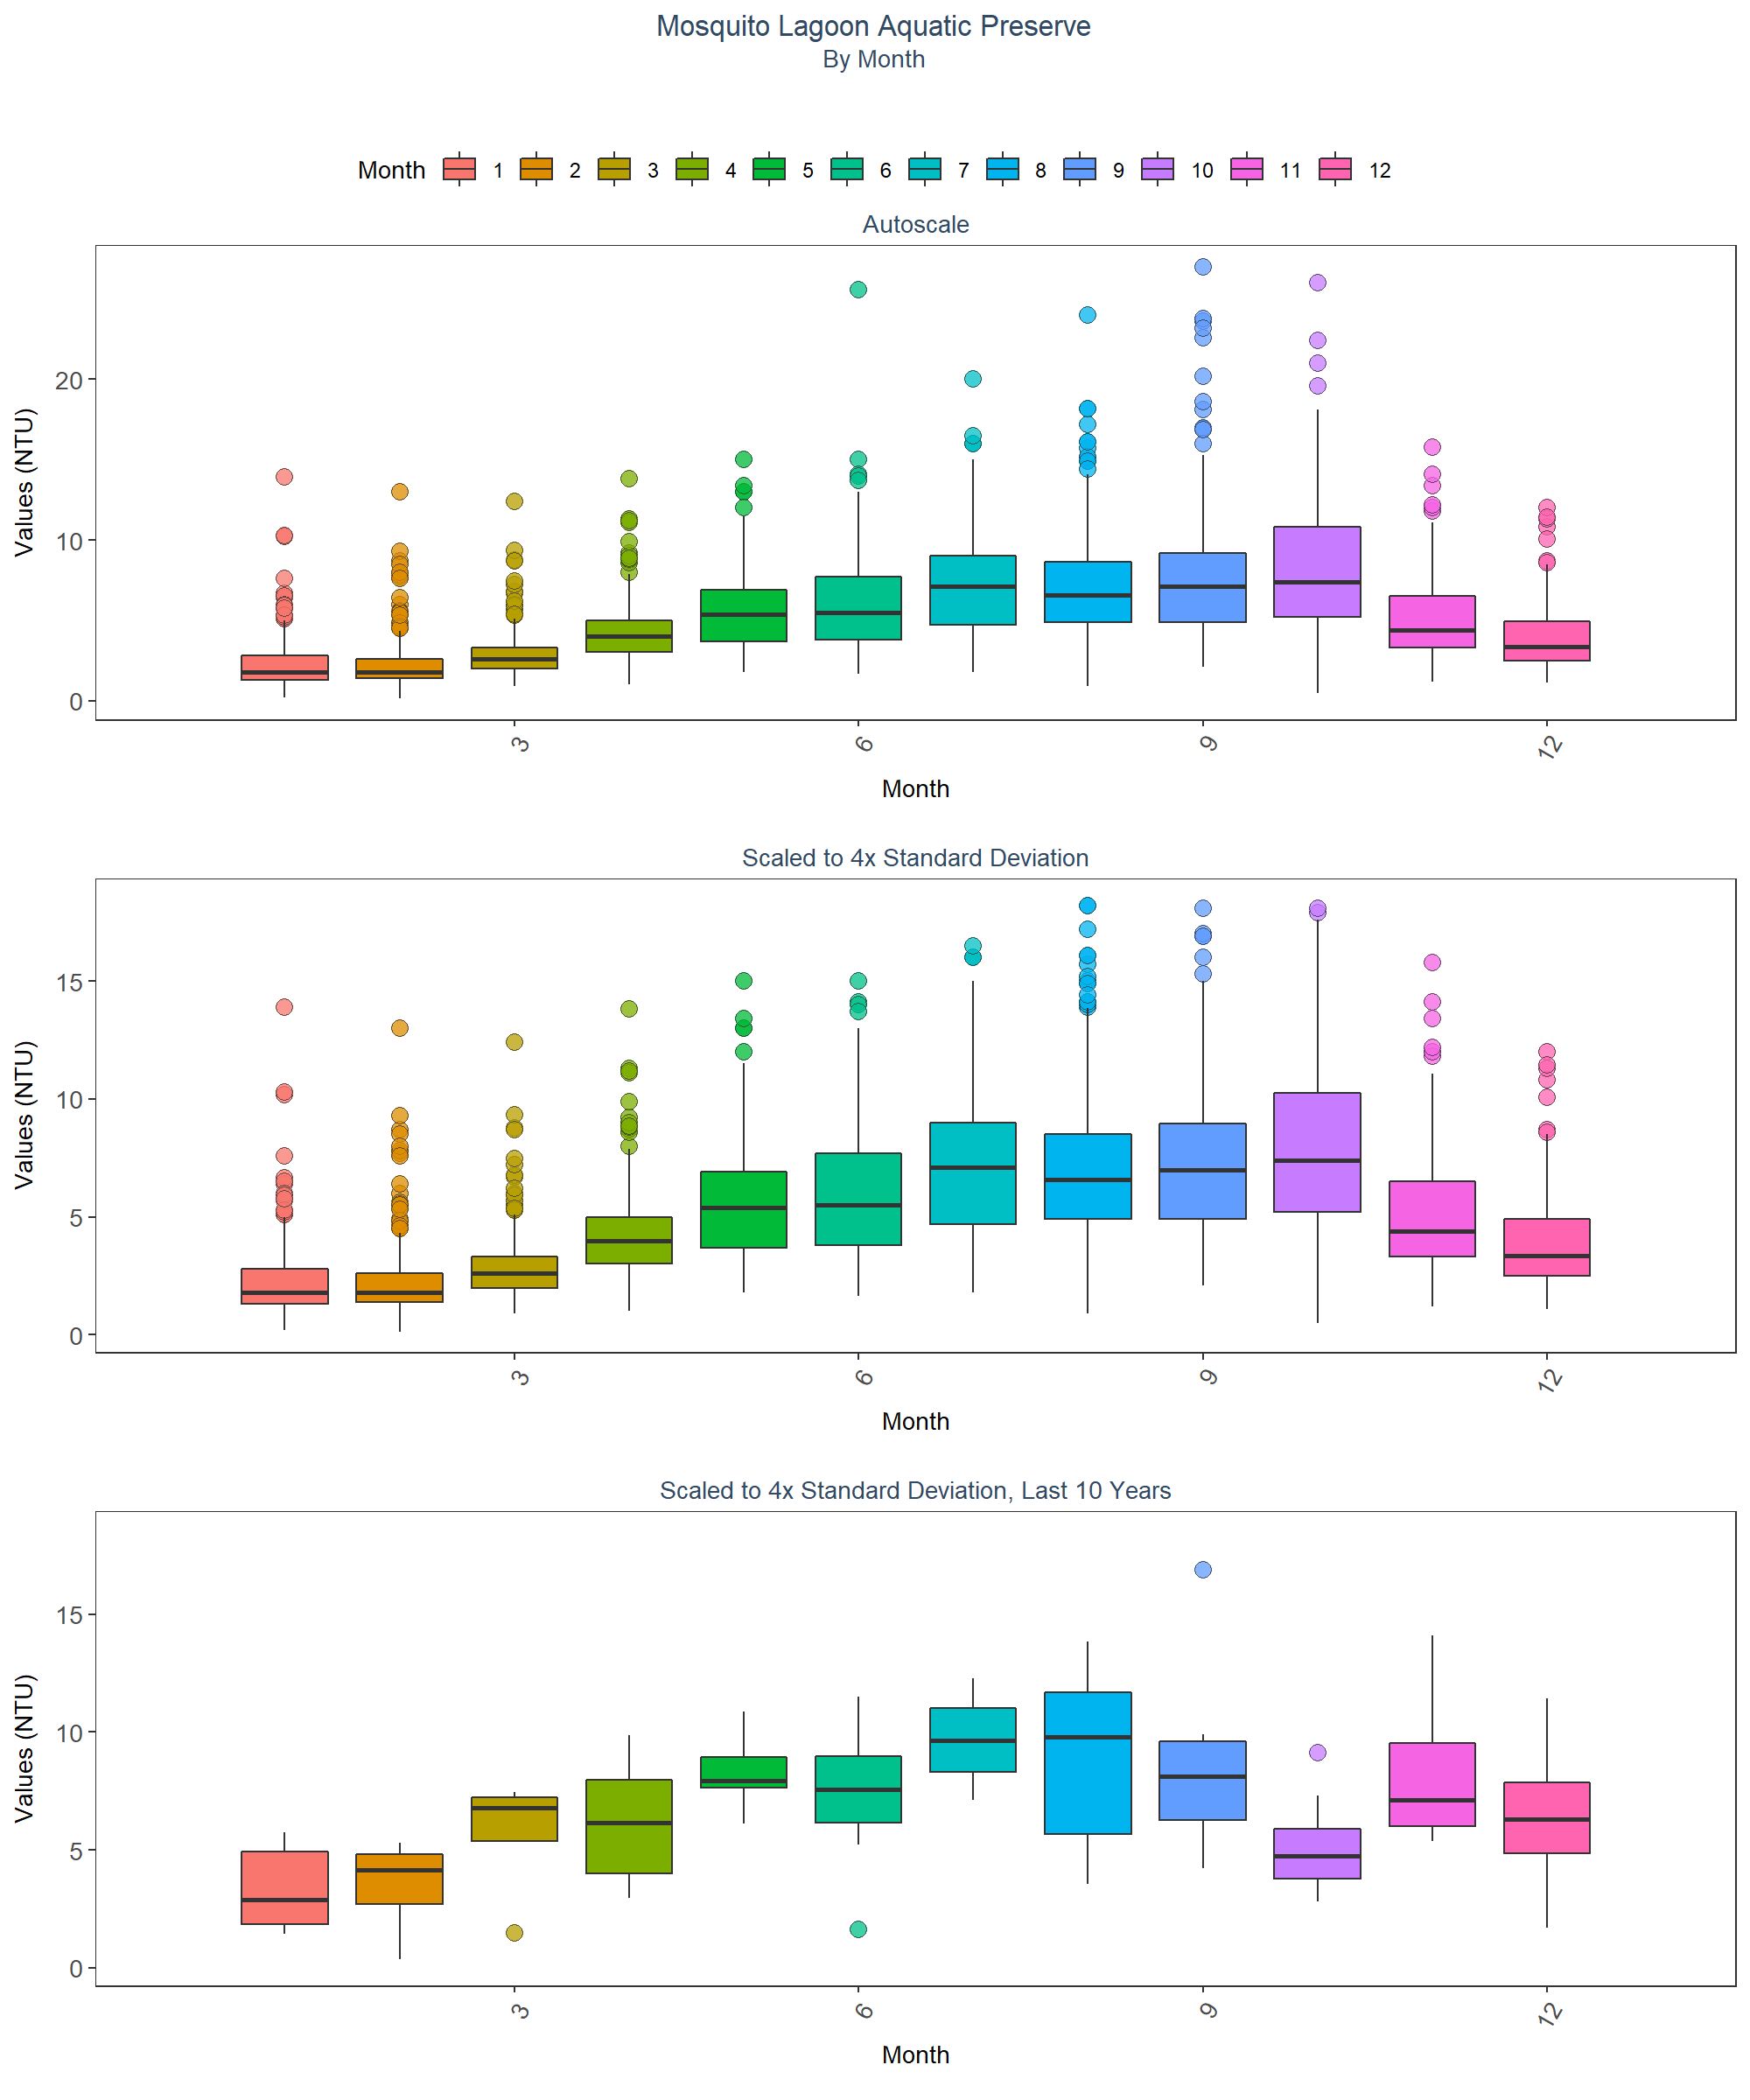 Mosquito Lagoon Aquatic Preserve
By Month
Month 1 2 3 4 5 6 7 8 9 10 11 12
Autoscale
Values (NTU)
20
10
0
3 6 9 12
Month
Scaled to 4x Standard Deviation
Values (NTU)
15
10
5
0
3 6 9 12
Month
Scaled to 4x Standard Deviation, Last 10 Years
Values (NTU)
15
10
5
0
3 6 9 12
Month